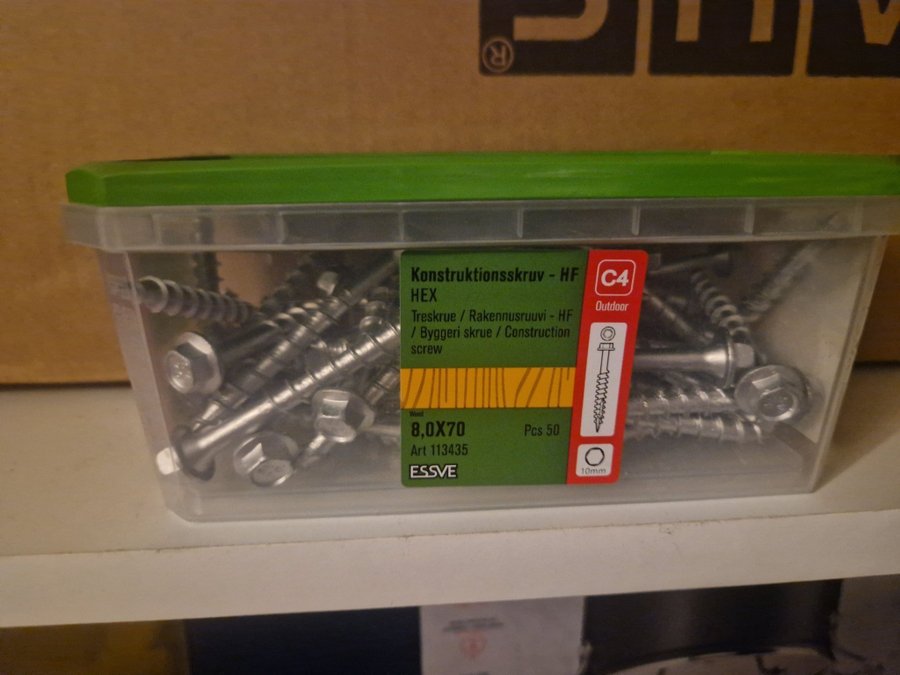 ®
Konstruktionsskruv - HF
HEX
Treskrue / Rakennusruuvi - HF
/ Byggeri skrue / Construction
screw
Wood
8,0X70 Pcs 50
Art 113435
ESSVE
C4
Outdoor
10mm